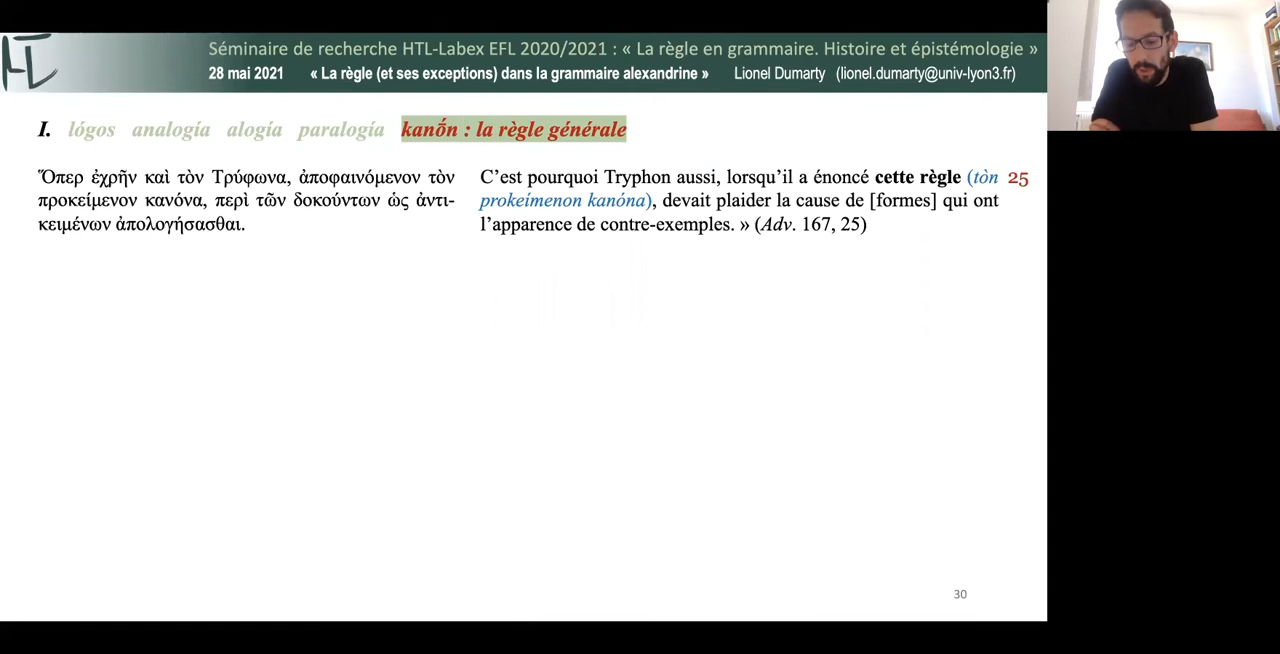 HTL
Séminaire de recherche HTL-Labex EFL 2020/2021 : « La règle en grammaire. Histoire et épistémologie »
28 mai 2021 « La règle (et ses exceptions) dans la grammaire alexandrine » Lionel Dumarty (lionel.dumarty@univ-lyon3.fr)
I. lógos analogía alogía paralogía kanṓn : la règle générale
Ὅπερ ἐχρῆν καὶ τὸν Τρύφωνα, ἀποφαινόμενον τὸν
προκείμενον κανόνα, περὶ τῶν δοκούντων ὡς ἀντι-
κειμένων ἀπολογήσασθαι.
C’est pourquoi Tryphon aussi, lorsqu’il a énoncé cette règle (tòn 25
prokeímenon kanóna), devait plaider la cause de [formes] qui ont
l’apparence de contre-exemples. » (Adv. 167, 25)
30